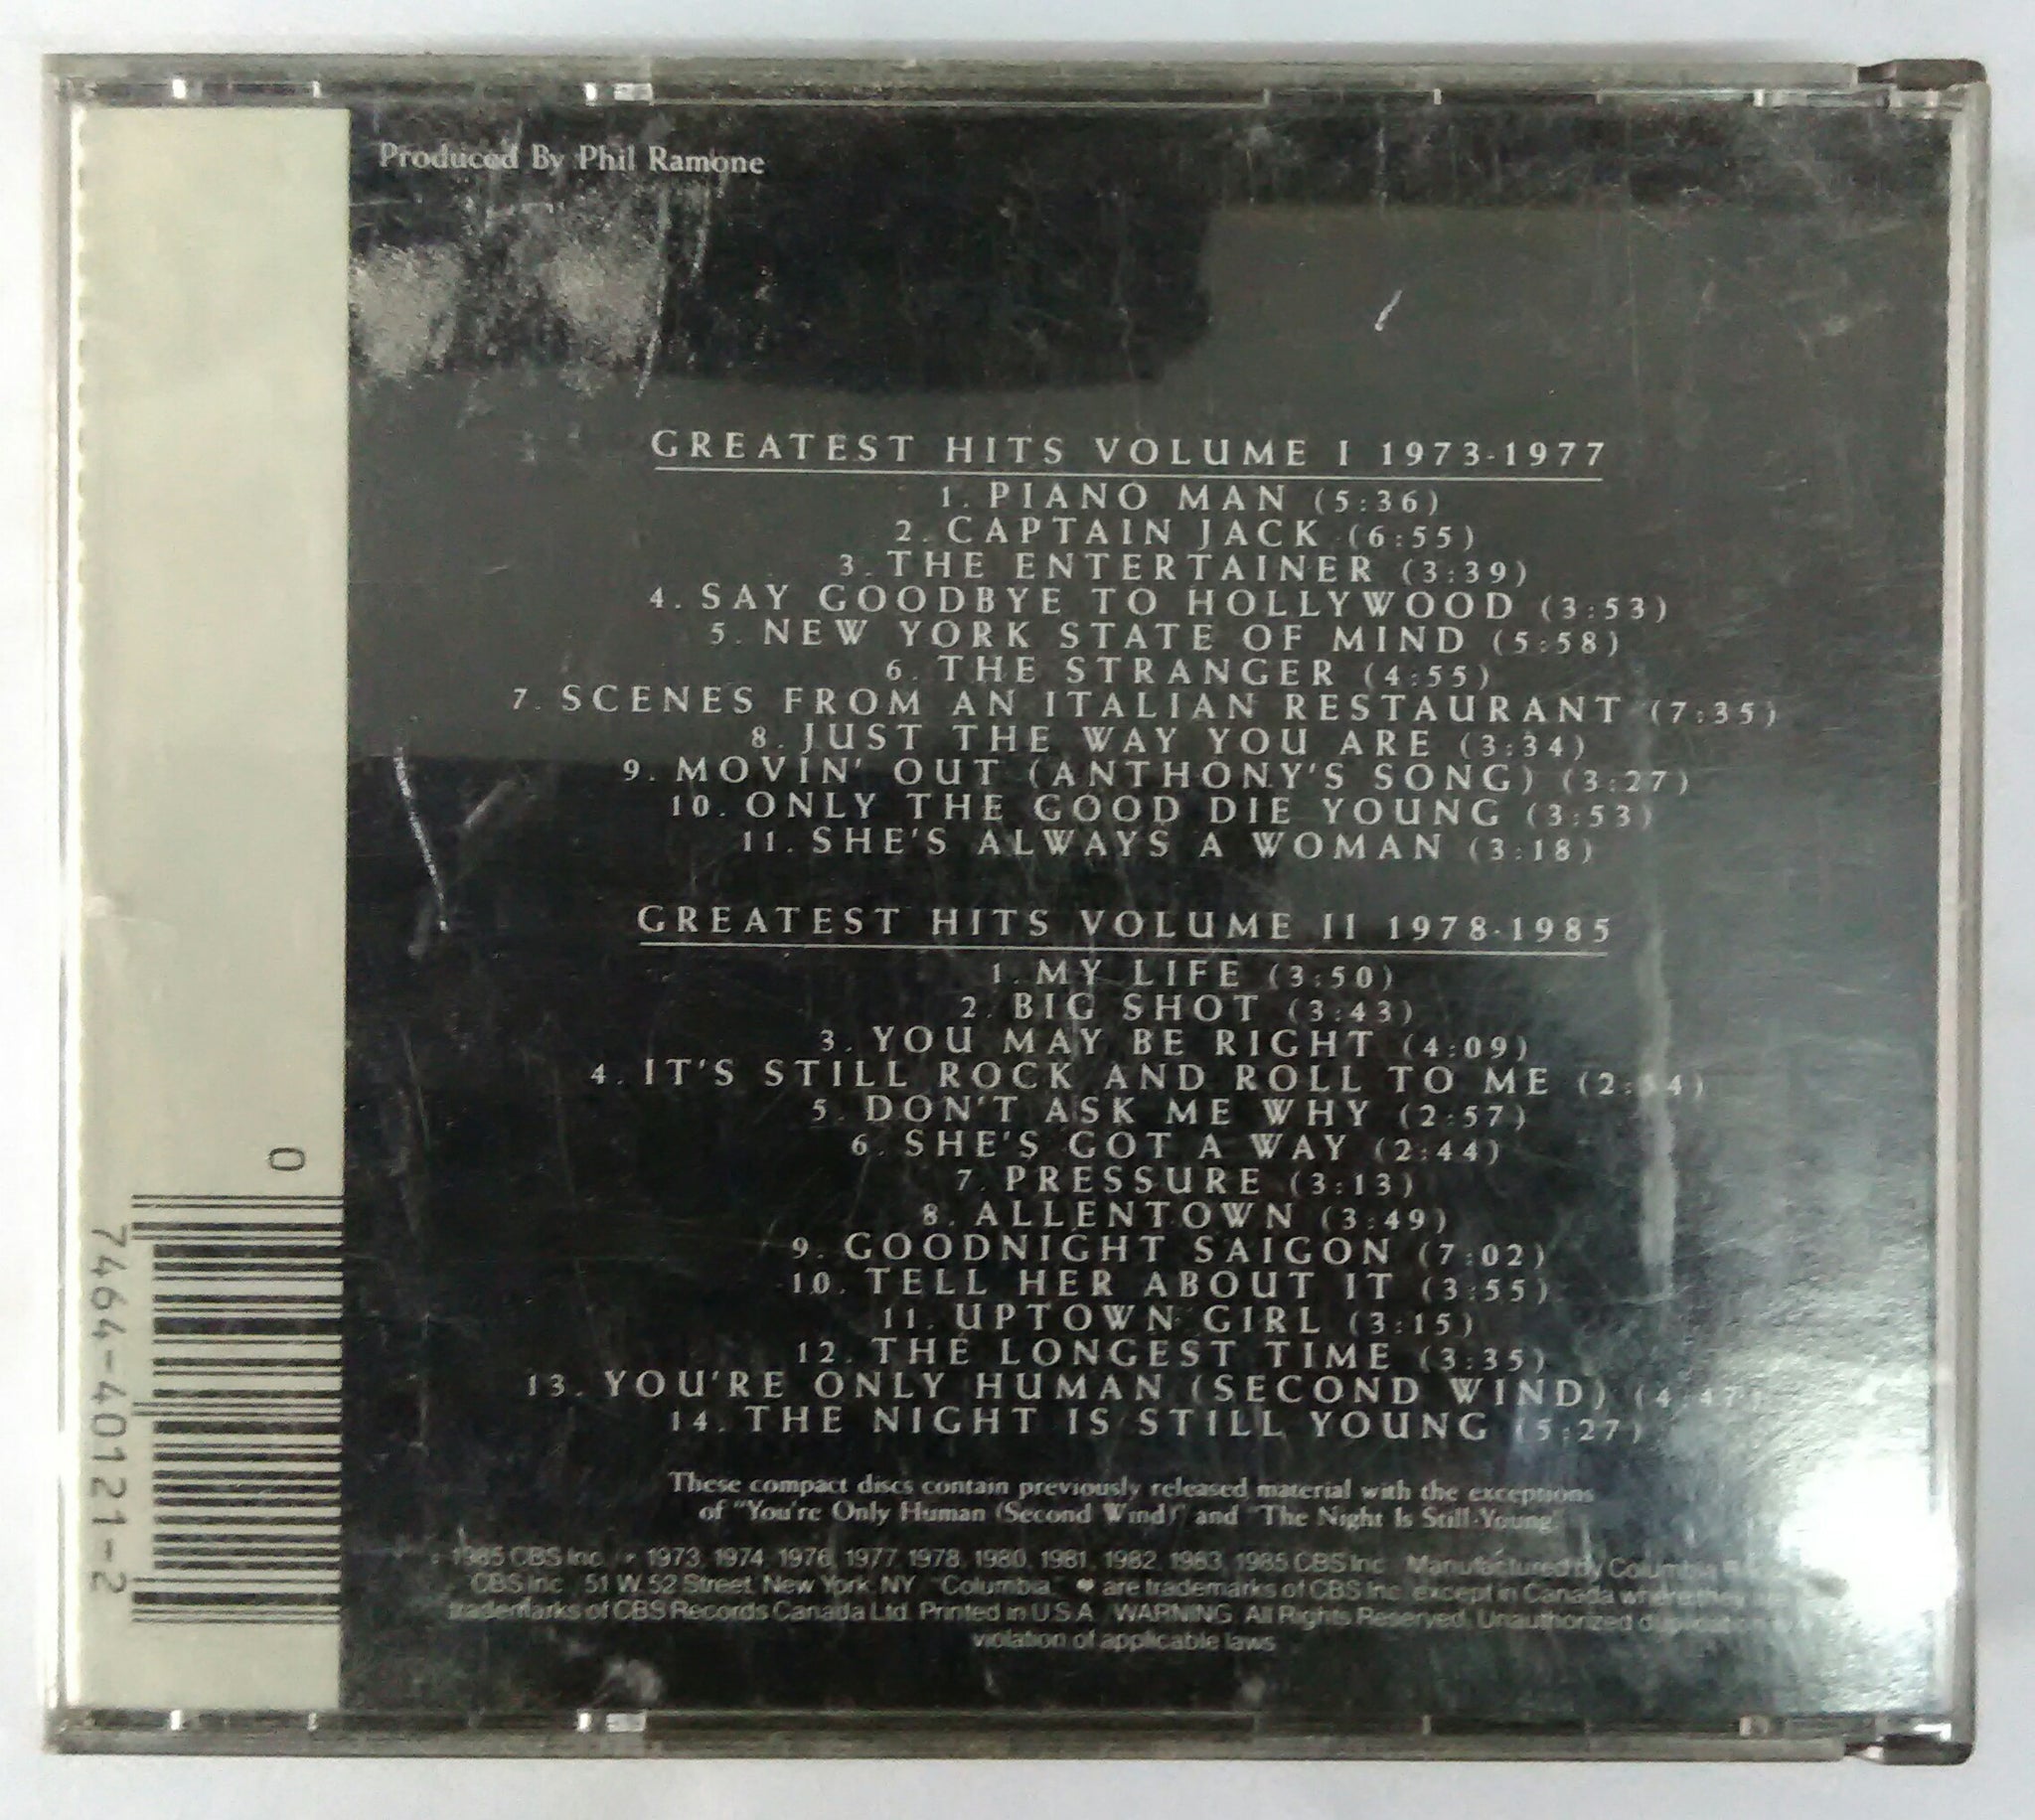 Produced By Phil Ramone
GREATEST HITS VOLUME I 1973-1977
1. PIANO MAN (5:36)
2. CAPTAIN JACK (6:55)
3. THE ENTERTAINER (3:39)
4. SAY GOODBYE TO HOLLYWOOD (3:53)
5. NEW YORK STATE OF MIND (5:58)
6. THE STRANGER (4:55)
7. SCENES FROM AN ITALIAN RESTAURANT (7:35)
8. JUST THE WAY YOU ARE (3:34)
9. MOVIN' OUT (ANTHONY'S SONG) (3:27)
10. ONLY THE GOOD DIE YOUNG (3:53)
11. SHE'S ALWAYS A WOMAN (3:18)
GREATEST HITS VOLUME II 1978-1985
1. MY LIFE (3:50)
2. BIG SHOT (3:43)
3. YOU MAY BE RIGHT (4:09)
4. IT'S STILL ROCK AND ROLL TO ME
5. DON'T ASK ME WHY (2:57)
6. SHE'S GOT A WAY (2:44)
7. PRESSURE (3:13)
8. ALLENTOWN (3:49)
9. GOODNIGHT SAIGON (7:02)
10. TELL HER ABOUT IT (3:55)
11. UPTOWN GIRL (3:15)
12. THE LONGEST TIME (3:35)
13. YOU'RE ONLY HUMAN (SECOND WIND) (4:47)
14. THE NIGHT IS STILL YOUNG (5:27)
These compact discs contain previously released material with the exceptions
of "You're Only Human (Second Wind)" and "The Night Is Still Young."
1985 CBS Inc. / 1973, 1974, 1976, 1977, 1978, 1980, 1981, 1982, 1983, 1985 CBS Inc. Manufactured by Columbia
CBS Inc. 51 W. 52 Street, New York, NY "Columbia," are trademarks of CBS Inc. except in Canada where they
trademarks of CBS Records Canada Ltd. Printed in U.S.A. WARNING: All Rights Reserved. Unauthorized
violation of applicable laws
0
7464-40121-2